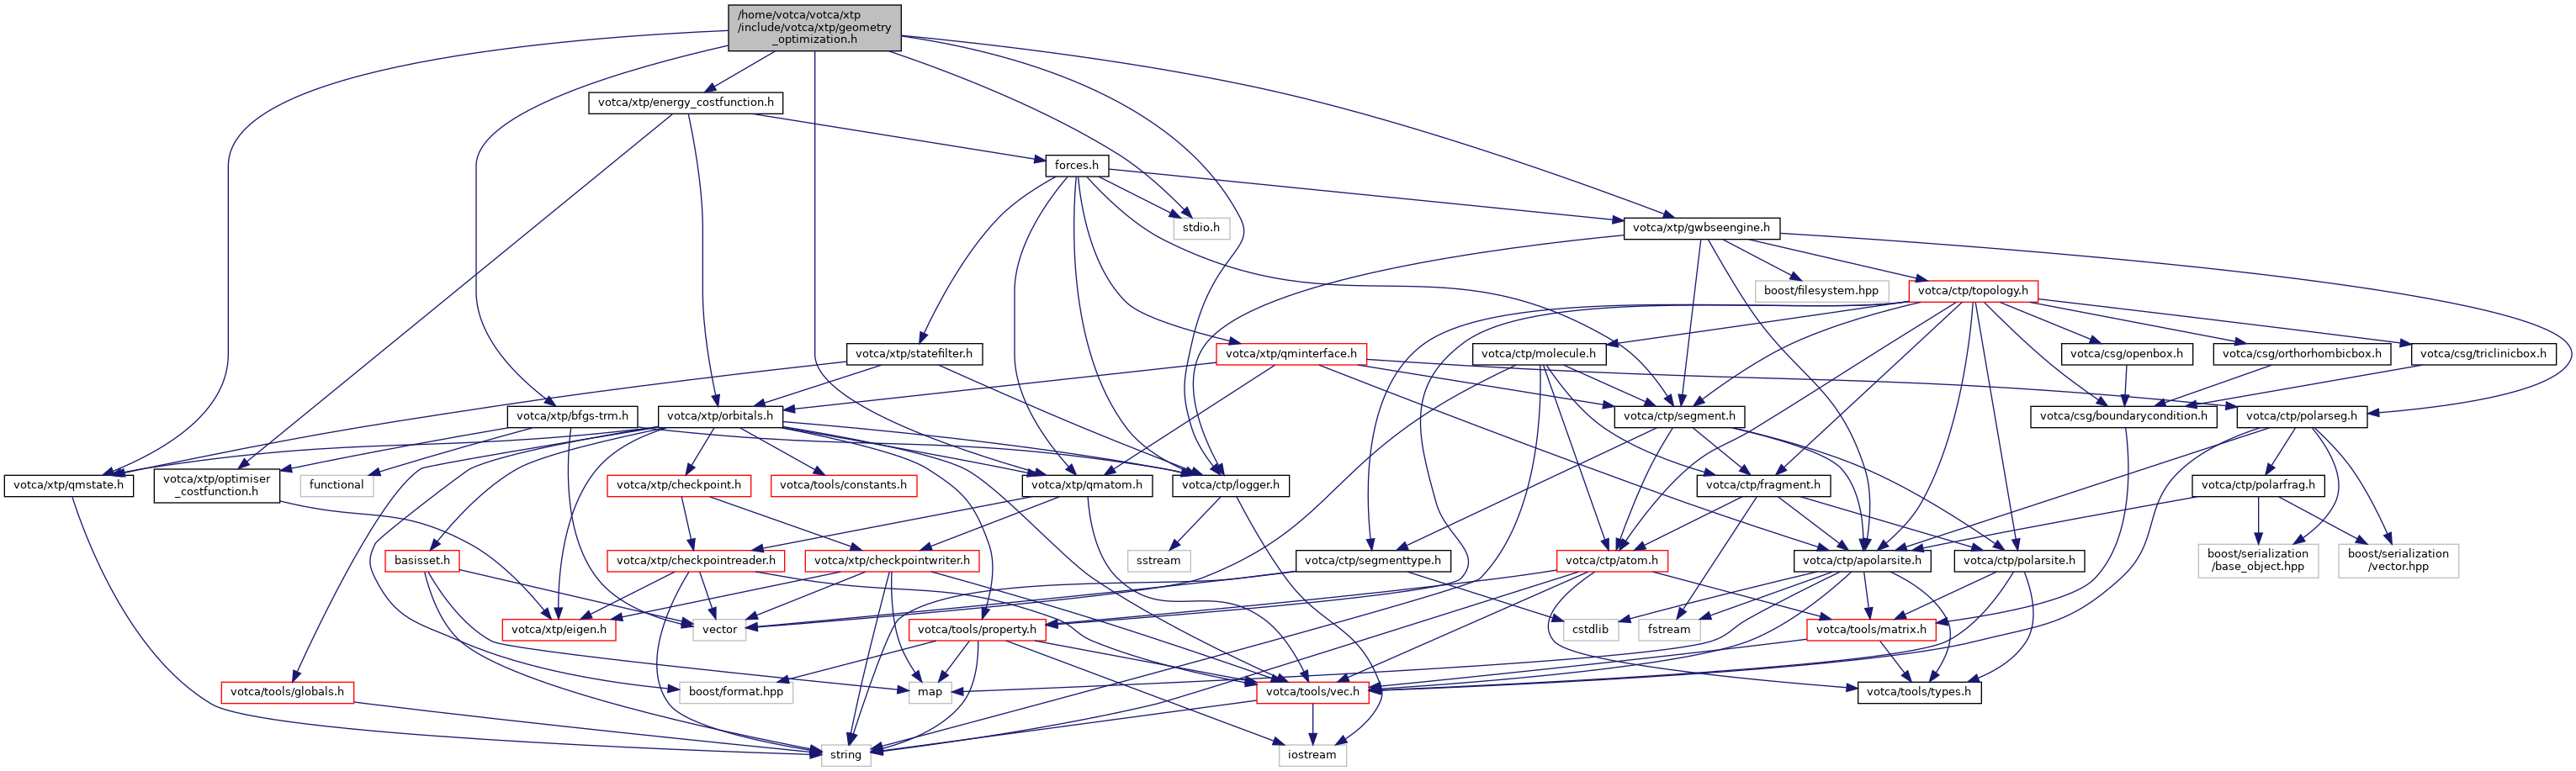 /home/votca/votca/xtp
/include/votca/xtp/geometry
_optimization.h
votca/xtp/energy_costfunction.h
forces.h
stdio.h
votca/xtp/gwbseengine.h
boost/filesystem.hpp
votca/ctp/topology.h
votca/xtp/statefilter.h
votca/xtp/qminterface.h
votca/ctp/molecule.h
votca/csg/openbox.h
votca/csg/orthorhombicbox.h
votca/csg/triclinicbox.h
votca/xtp/bfgs-trm.h
votca/xtp/orbitals.h
votca/ctp/segment.h
votca/csg/boundarycondition.h
votca/ctp/polarseg.h
votca/xtp/qmstate.h
votca/xtp/optimiser
_costfunction.h
functional
votca/xtp/checkpoint.h
votca/tools/constants.h
votca/xtp/qmatom.h
votca/ctp/logger.h
votca/ctp/fragment.h
votca/ctp/polarfrag.h
basisset.h
votca/xtp/checkpointreader.h
votca/xtp/checkpointwriter.h
sstream
votca/ctp/segmenttype.h
votca/ctp/atom.h
votca/ctp/apolarsite.h
votca/ctp/polarsite.h
boost/serialization
/base_object.hpp
boost/serialization
/vector.hpp
votca/xtp/eigen.h
vector
votca/tools/property.h
cstdlib
fstream
votca/tools/matrix.h
votca/tools/globals.h
boost/format.hpp
map
votca/tools/vec.h
votca/tools/types.h
string
iostream